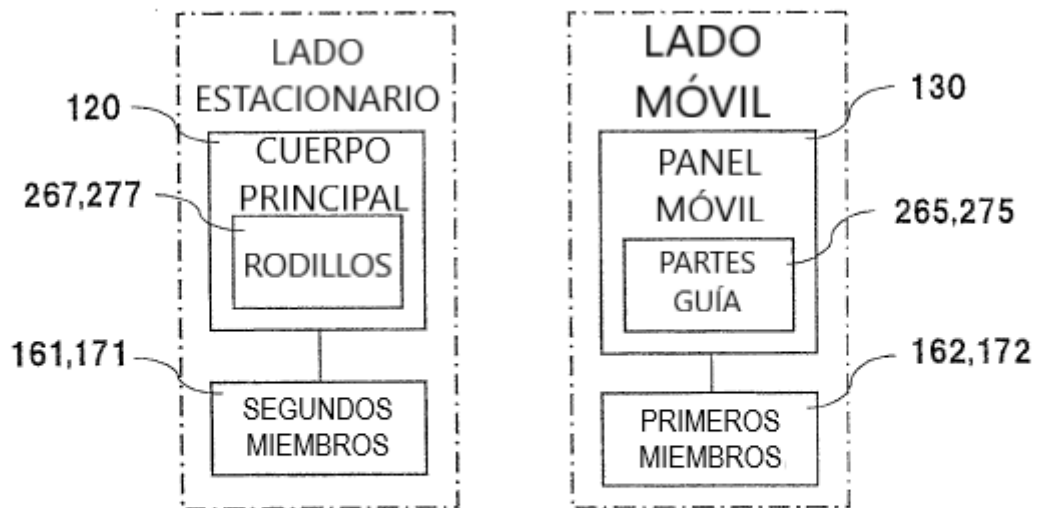 LADO
ESTACIONARIO
120
CUERPO
PRINCIPAL
267,277
RODILLOS
161,171
SEGUNDOS
MIEMBROS
LADO
MÓVIL
130
PANEL
MÓVIL
265,275
PARTES
GUÍA
162,172
PRIMEROS
MIEMBROS